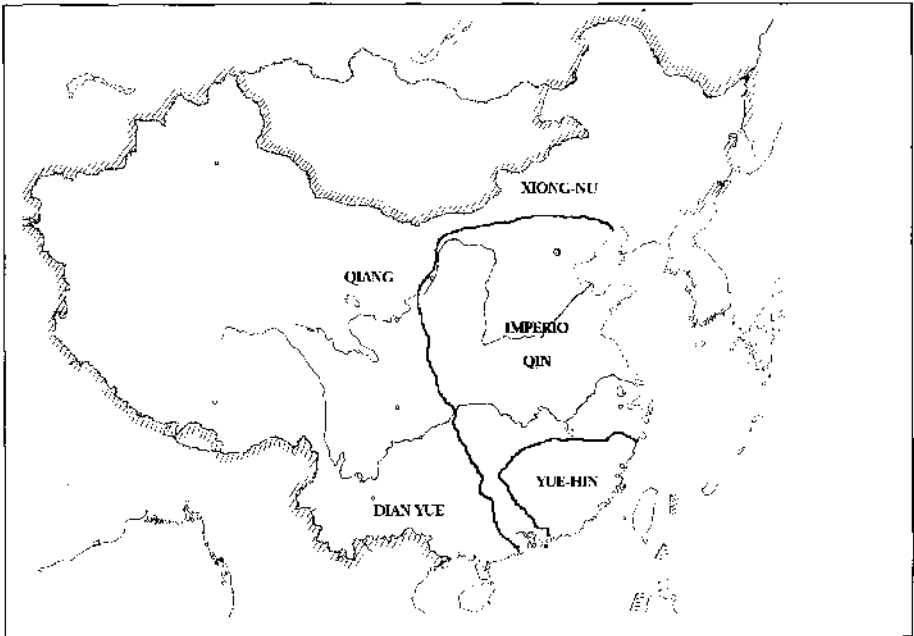 XIONG-NU
QIANG
IMPERIO
QIN
YUE-HIN
DIAN YUE